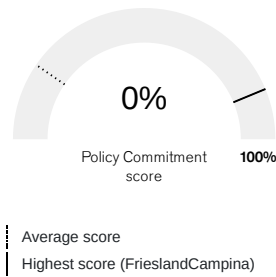 0%
Policy Commitment
score
100%
Average score
Highest score (FrieslandCampina)